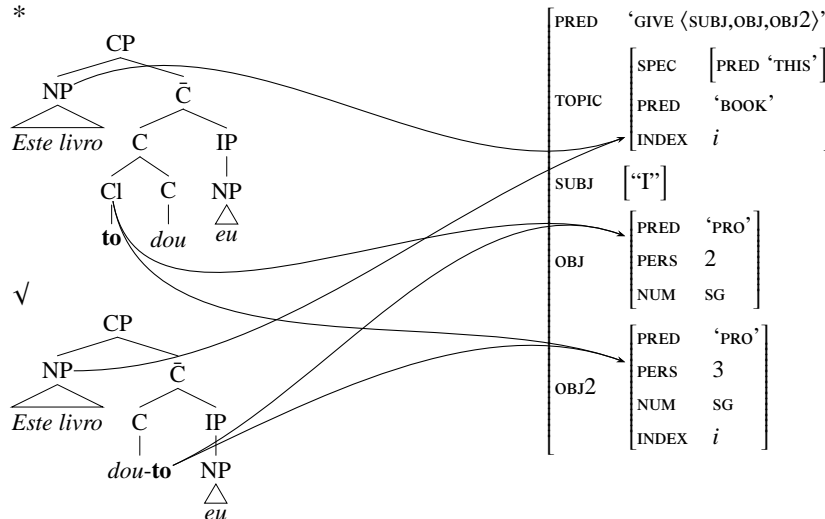 *
CP
NP C̄
Este livro
C IP
Cl C NP
to dou eu
√
CP
NP C̄
Este livro
C IP
dou-to NP
eu
PRED ‘GIVE ⟨SUBJ,OBJ,OBJ2⟩’
TOPIC
SPEC [PRED ‘THIS’]
PRED ‘BOOK’
INDEX i
SUBJ [“I”]
OBJ
PRED ‘PRO’
PERS 2
NUM SG
OBJ2
PRED ‘PRO’
PERS 3
NUM SG
INDEX i